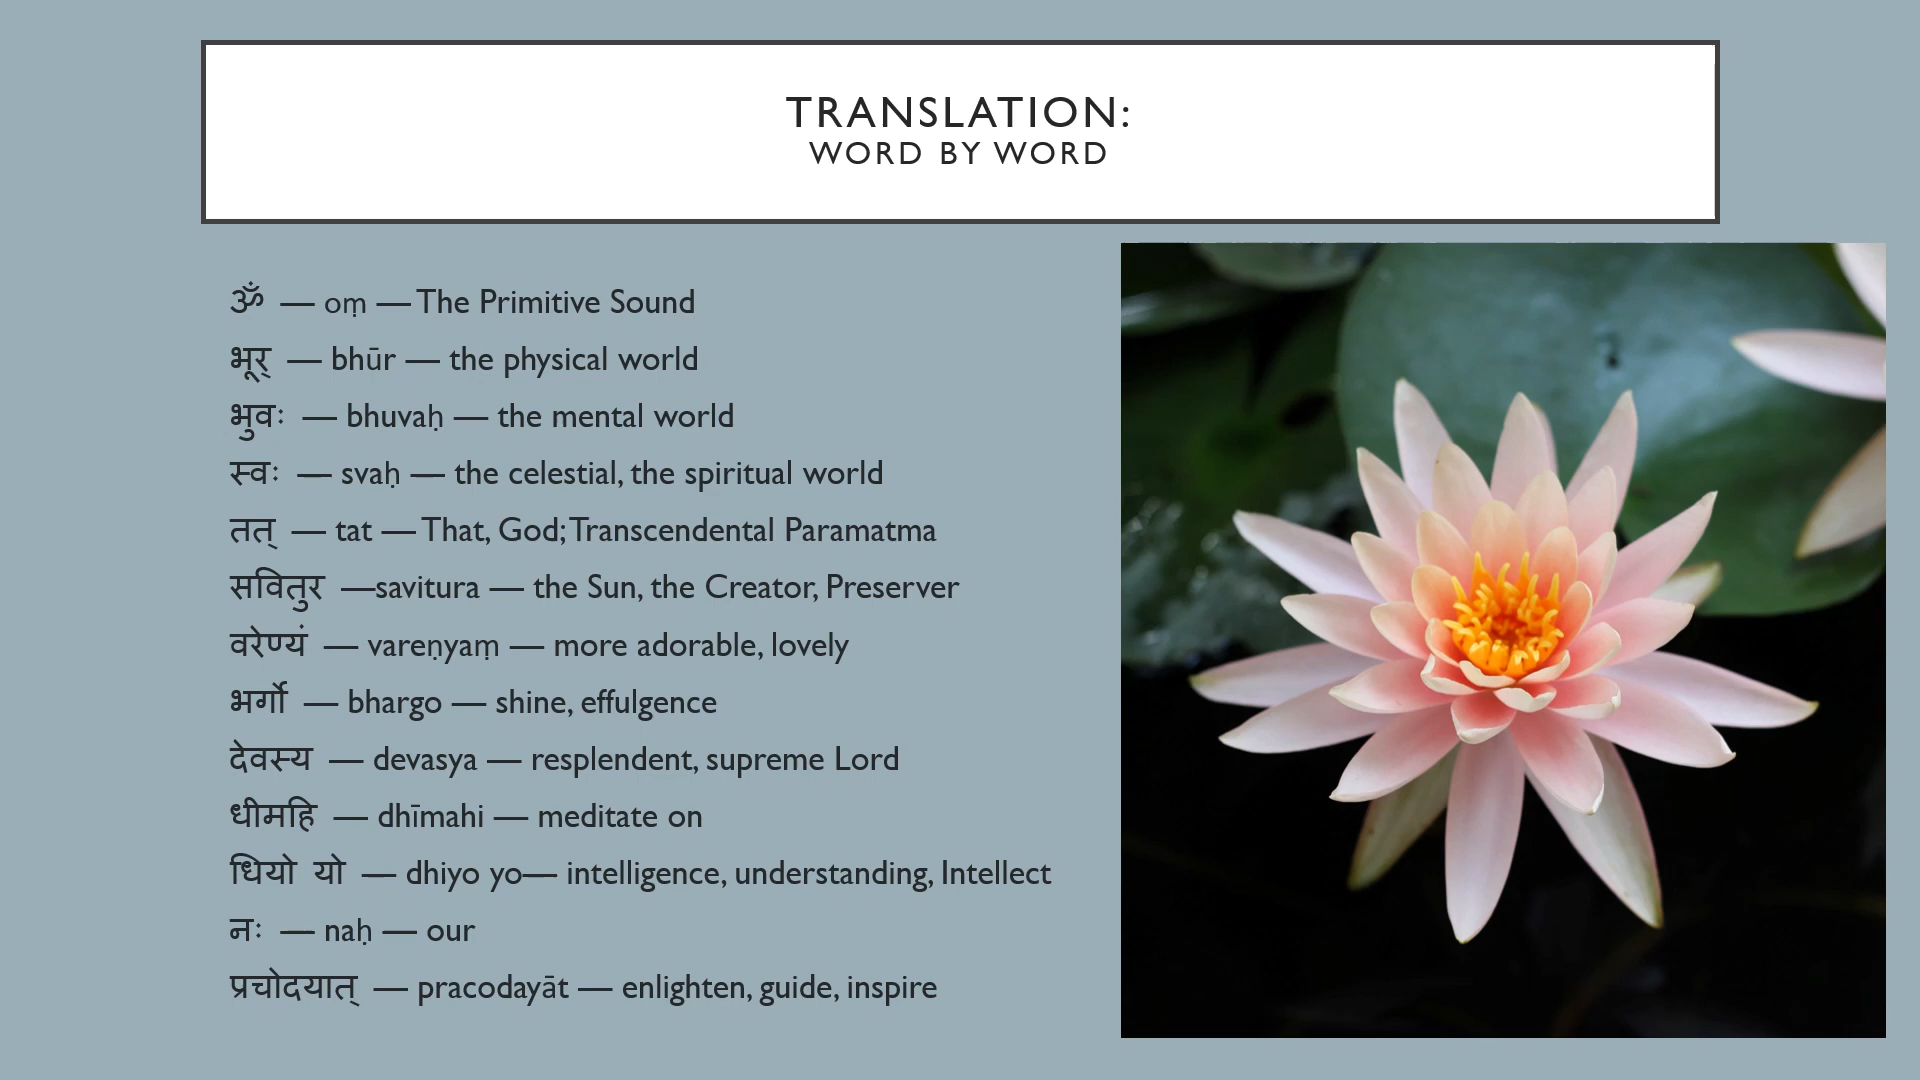 TRANSLATION:
WORD BY WORD
ॐ — oṃ — The Primitive Sound
भूर् — bhūr — the physical world
भुवः — bhuvaḥ — the mental world
स्वः — svaḥ — the celestial, the spiritual world
तत् — tat — That, God; Transcendental Paramatma
सवितुर —savitura — the Sun, the Creator, Preserver
वरेण्यं — vareṇyaṃ — more adorable, lovely
भर्गो — bhargo — shine, effulgence
देवस्य — devasya — resplendent, supreme Lord
धीमहि — dhīmahi — meditate on
धियो यो — dhiyo yo— intelligence, understanding, Intellect
नः — naḥ — our
प्रचोदयात् — pracodayāt — enlighten, guide, inspire